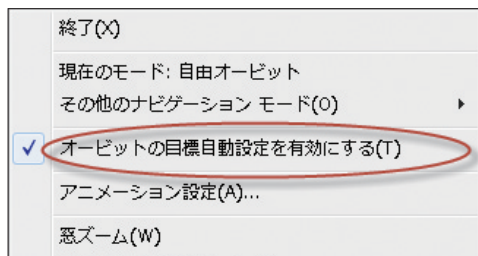 終了(X)
現在のモード: 自由オービット
その他のナビゲーション モード(O)
オービットの目標自動設定を有効にする(T)
アニメーション設定(A)...
窓ズーム(W)